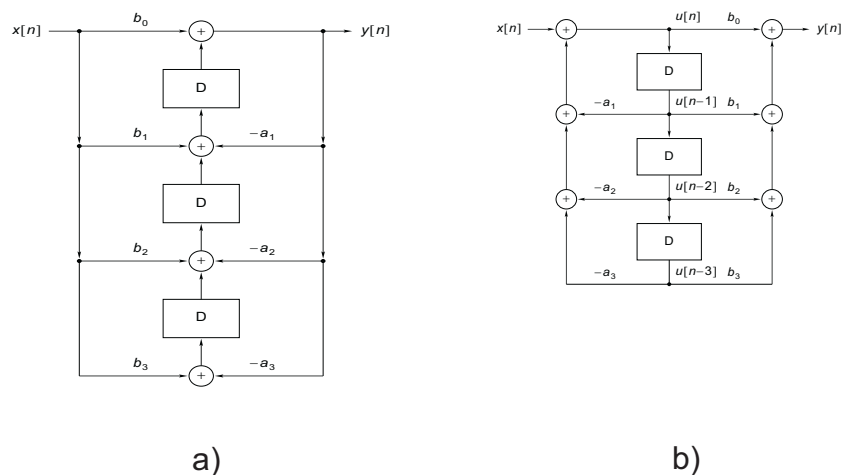 x[n] b0 + y[n]
D
b1 + −a1
D
b2 + −a2
D
b3 + −a3
a)
x[n] + u[n] b0 + y[n]
D
+ −a1 u[n−1] b1 +
D
+ −a2 u[n−2] b2 +
D
−a3 u[n−3] b3
b)